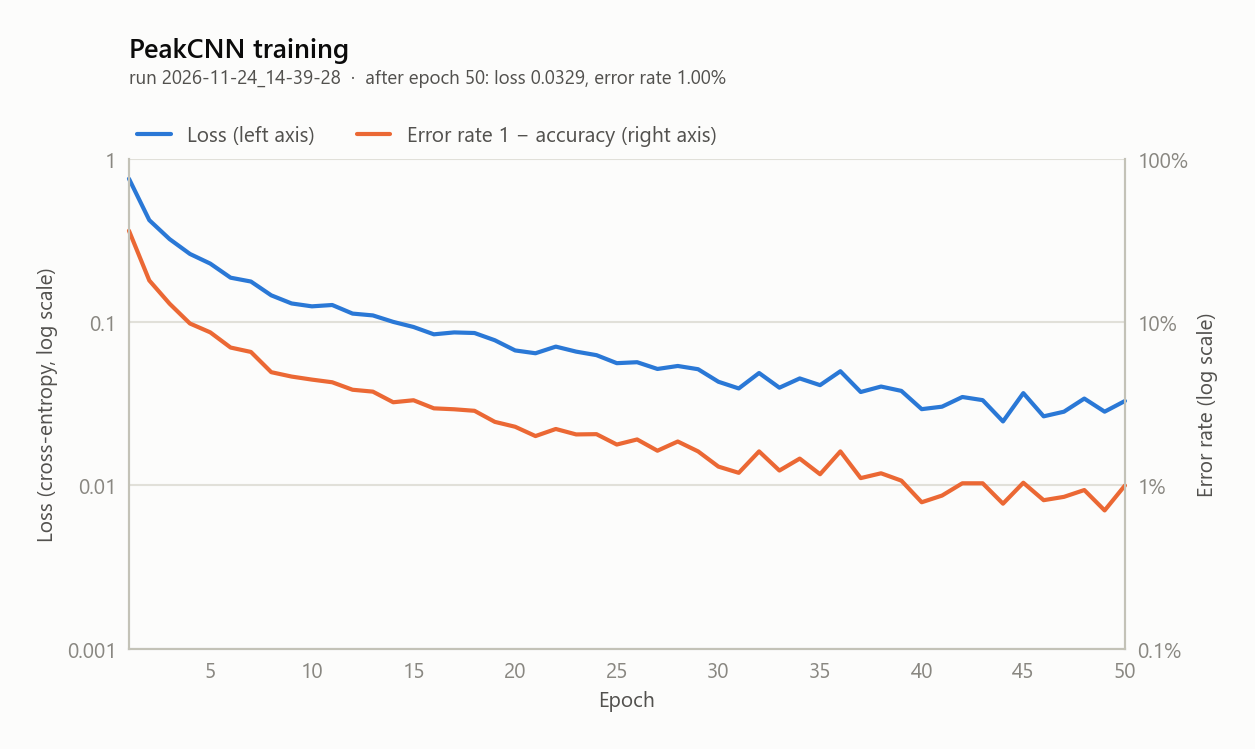 PeakCNN training
run 2026-11-24_14-39-28 · after epoch 50: loss 0.0329, error rate 1.00%
Loss (left axis)
Error rate 1 − accuracy (right axis)
1
0.1
0.01
0.001
Loss (cross-entropy, log scale)
100%
10%
1%
0.1%
Error rate (log scale)
5 10 15 20 25 30 35 40 45 50
Epoch